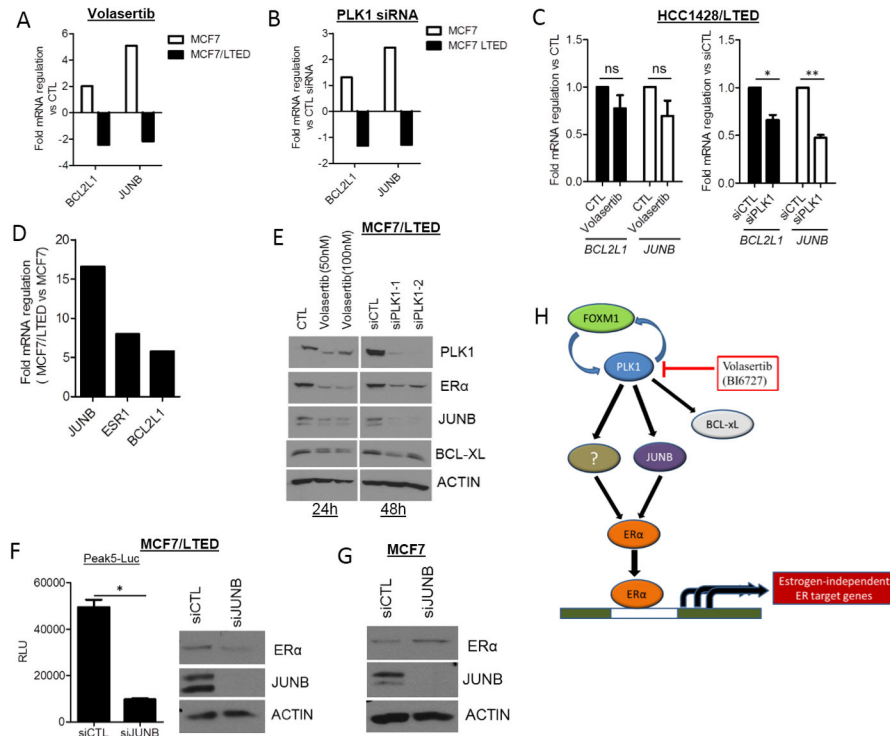 A
Volasertib
MCF7
MCF7/LTED
Fold mRNA regulation
vs CTL
6
4
2
0
-2
-4
BCL2L1
JUNB
B
PLK1 siRNA
MCF7
MCF7 LTED
Fold mRNA regulation
vs CTL siRNA
3
2
1
0
-1
-2
BCL2L1
JUNB
C
HCC1428/LTED
Fold mRNA regulation vs CTL
1.5
1.0
0.5
0.0
ns
ns
CTL
Volasertib
CTL
Volasertib
BCL2L1
JUNB
Fold mRNA regulation vs siCTL
1.5
1.0
0.5
0.0
*
**
siCTL
siPLK1
siCTL
siPLK1
BCL2L1
JUNB
D
Fold mRNA regulation
( MCF7/LTED vs MCF7)
20
15
10
5
0
JUNB
ESR1
BCL2L1
E
MCF7/LTED
CTL
Volasertib(50nM)
Volasertib(100nM)
siCTL
siPLK1-1
siPLK1-2
PLK1
ERα
JUNB
BCL-XL
ACTIN
24h
48h
F
MCF7/LTED
Peak5-Luc
RLU
60000
40000
20000
0
*
siCTL
siJUNB
siCTL
siJUNB
ERα
JUNB
ACTIN
G
MCF7
siCTL
siJUNB
ERα
JUNB
ACTIN
H
FOXM1
PLK1
Volasertib
(BI6727)
BCL-xL
?
JUNB
ERα
ERα
Estrogen-independent
ER target genes